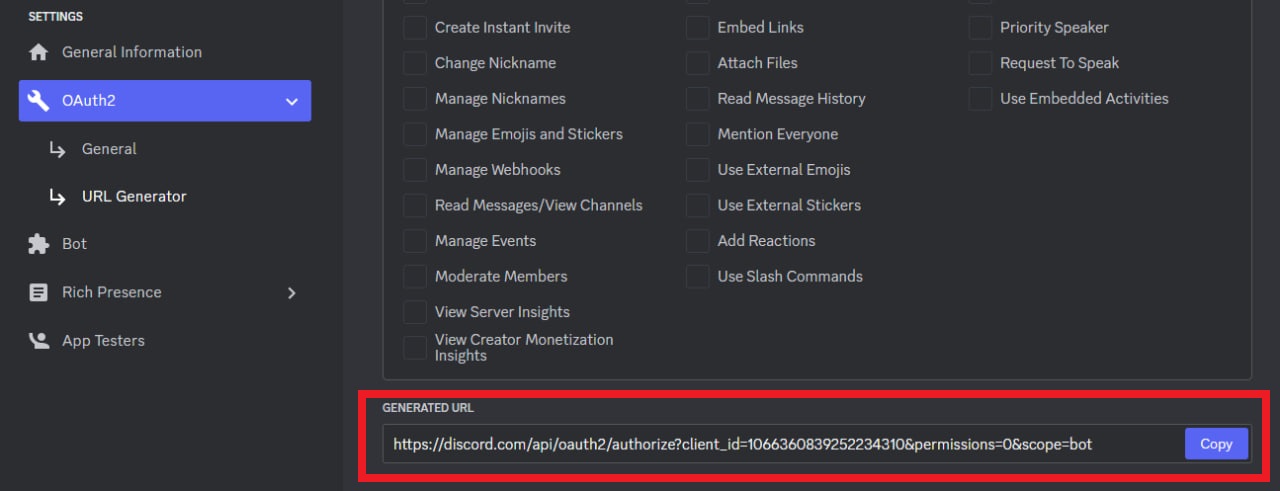 SETTINGS
General Information
OAuth2
General
URL Generator
Bot
Rich Presence
App Testers
Create Instant Invite
Change Nickname
Manage Nicknames
Manage Emojis and Stickers
Manage Webhooks
Read Messages/View Channels
Manage Events
Moderate Members
View Server Insights
View Creator Monetization
Insights
Embed Links
Attach Files
Read Message History
Mention Everyone
Use External Emojis
Use External Stickers
Add Reactions
Use Slash Commands
Priority Speaker
Request To Speak
Use Embedded Activities
GENERATED URL
https://discord.com/api/oauth2/authorize?client_id=1066360839252234310&permissions=0&scope=bot
Copy